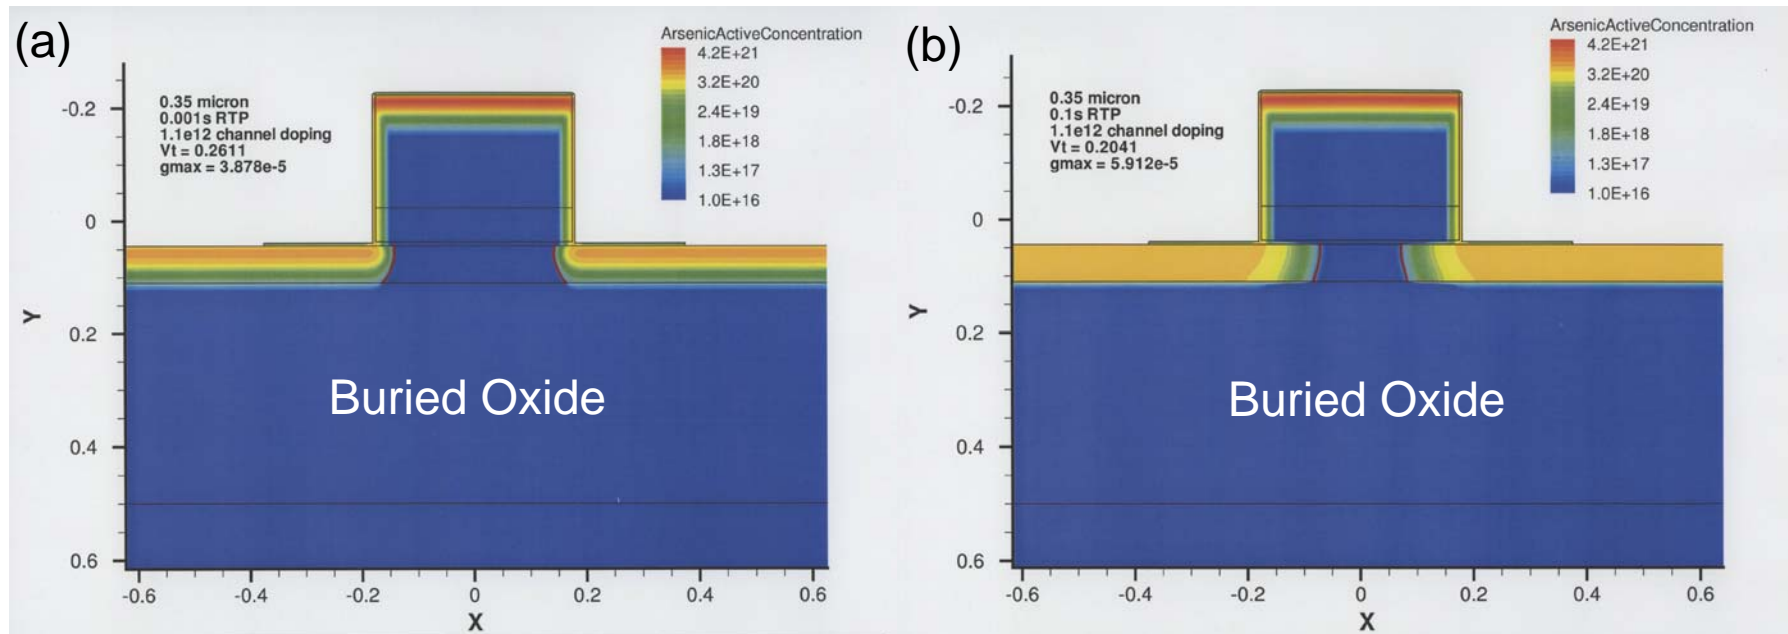 (a)
ArsenicActiveConcentration
4.2E+21
3.2E+20
2.4E+19
1.8E+18
1.3E+17
1.0E+16
0.35 micron
0.001s RTP
1.1e12 channel doping
Vt = 0.2611
gmax = 3.878e-5
-0.2
0
0.2
0.4
0.6
Y
Buried Oxide
-0.6
-0.4
-0.2
0
0.2
0.4
0.6
X
(b)
ArsenicActiveConcentration
4.2E+21
3.2E+20
2.4E+19
1.8E+18
1.3E+17
1.0E+16
0.35 micron
0.1s RTP
1.1e12 channel doping
Vt = 0.2041
gmax = 5.912e-5
-0.2
0
0.2
0.4
0.6
Y
Buried Oxide
-0.6
-0.4
-0.2
0
0.2
0.4
0.6
X